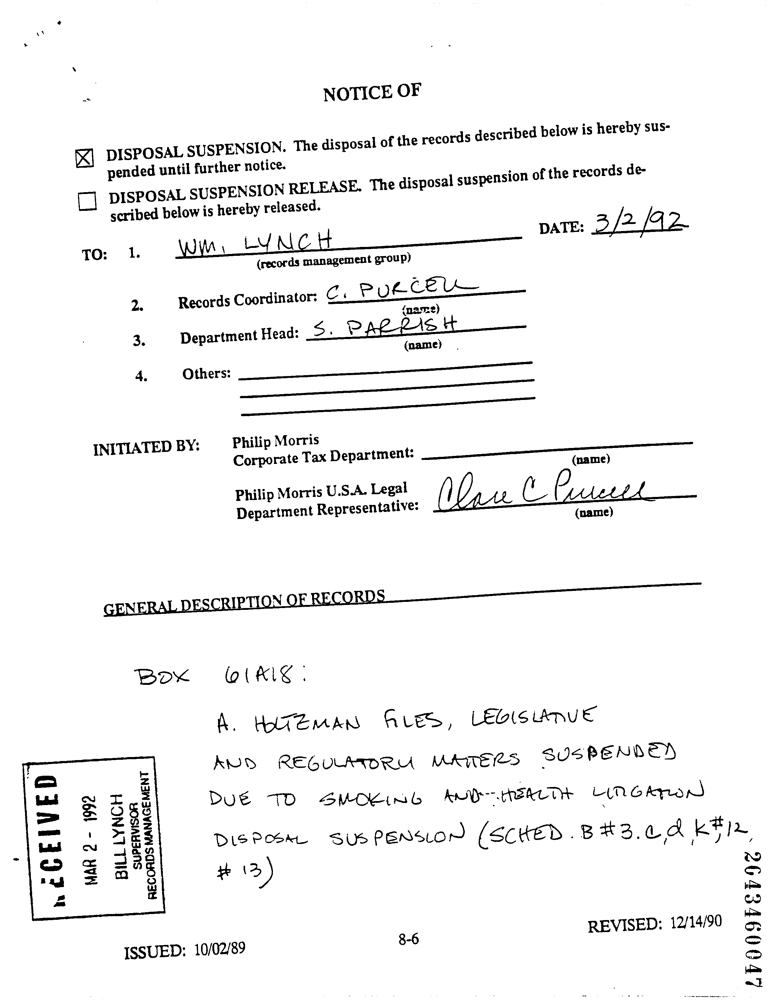 NOTICE OF
☒ DISPOSAL SUSPENSION. The disposal of the records described below is hereby sus-
pended until further notice.
☐ DISPOSAL SUSPENSION RELEASE. The disposal suspension of the records de-
scribed below is hereby released.
DATE: 3/2/92
TO: 1. WM. LYNCH
(records management group)
2. Records Coordinator: C. PURCELL
(name)
3. Department Head: S. PARRISH
(name)
4. Others:
INITIATED BY: Philip Morris
Corporate Tax Department:
(name)
Philip Morris U.S.A. Legal
Department Representative: Clare C Purcell
(name)
GENERAL DESCRIPTION OF RECORDS
BOX 61A18:
A. HOLTZMAN FILES, LEGISLATIVE
AND REGULATORY MATTERS SUSPENDED
DUE TO SMOKING AND HEALTH LITIGATION
DISPOSAL SUSPENSION (SCHED. B #3.c,d,k #12,
# 13)
RECEIVED
MAR 2 - 1992
BILL LYNCH
SUPERVISOR
RECORDS MANAGEMENT
2043460047
ISSUED: 10/02/89
8-6
REVISED: 12/14/90